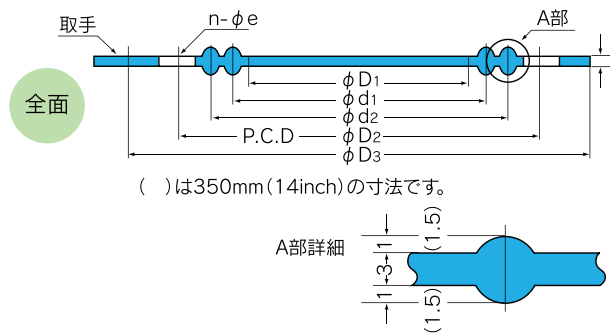 取手
n-φe
A部
全面
φD1
φd1
φd2
P.C.D φD2
φD3
( )は350mm(14inch)の寸法です。
A部詳細
1 (1.5)
3
1 (1.5)